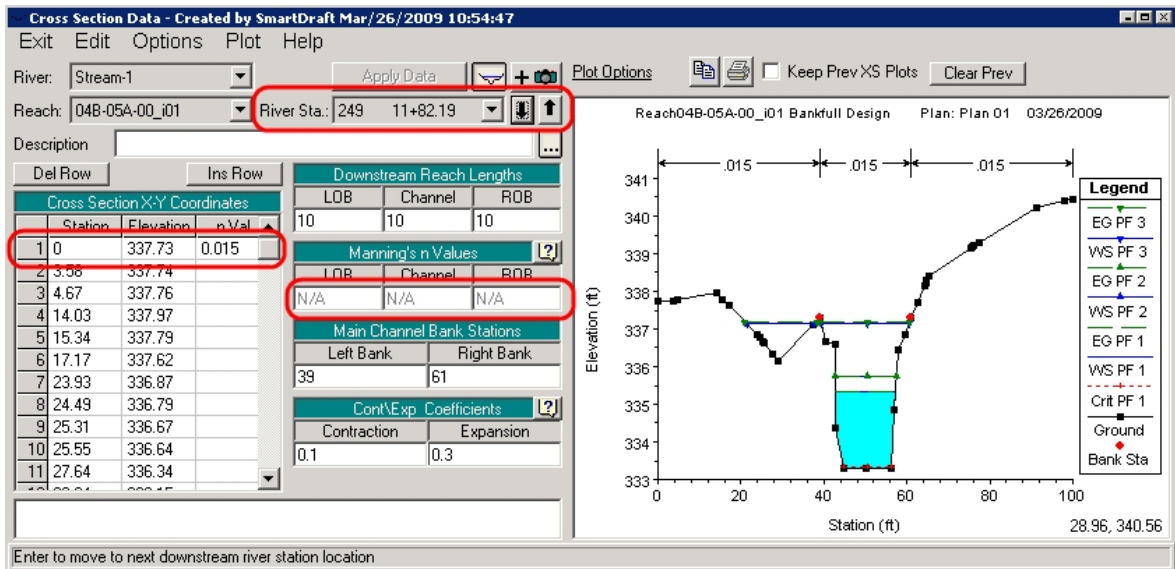 Cross Section Data - Created by SmartDraft Mar/26/2009 10:54:47
Exit Edit Options Plot Help
River: Stream-1 Apply Data + Plot Options Keep Prev XS Plots Clear Prev
Reach: 04B-05A-00_i01 River Sta.: 249 11+82.19
Description ...
Del Row Ins Row
Cross Section X-Y Coordinates
Station Elevation n Val
1 0 337.73 0.015
2 3.58 337.74
3 4.67 337.76
4 14.03 337.97
5 15.34 337.79
6 17.17 337.62
7 23.93 336.87
8 24.49 336.79
9 25.31 336.67
10 25.55 336.64
11 27.64 336.34
Downstream Reach Lengths
LOB Channel ROB
10 10 10
Manning's n Values ?
LOB Channel ROB
N/A N/A N/A
Main Channel Bank Stations
Left Bank Right Bank
39 61
Cont\Exp Coefficients ?
Contraction Expansion
0.1 0.3
Reach04B-05A-00_i01 Bankfull Design Plan: Plan 01 03/26/2009
.015 .015 .015
341
340
339
338
337
336
335
334
333
Elevation (ft)
0 20 40 60 80 100
Station (ft)
28.96, 340.56
Legend
EG PF 3
WS PF 3
EG PF 2
WS PF 2
EG PF 1
WS PF 1
Crit PF 1
Ground
Bank Sta
Enter to move to next downstream river station location